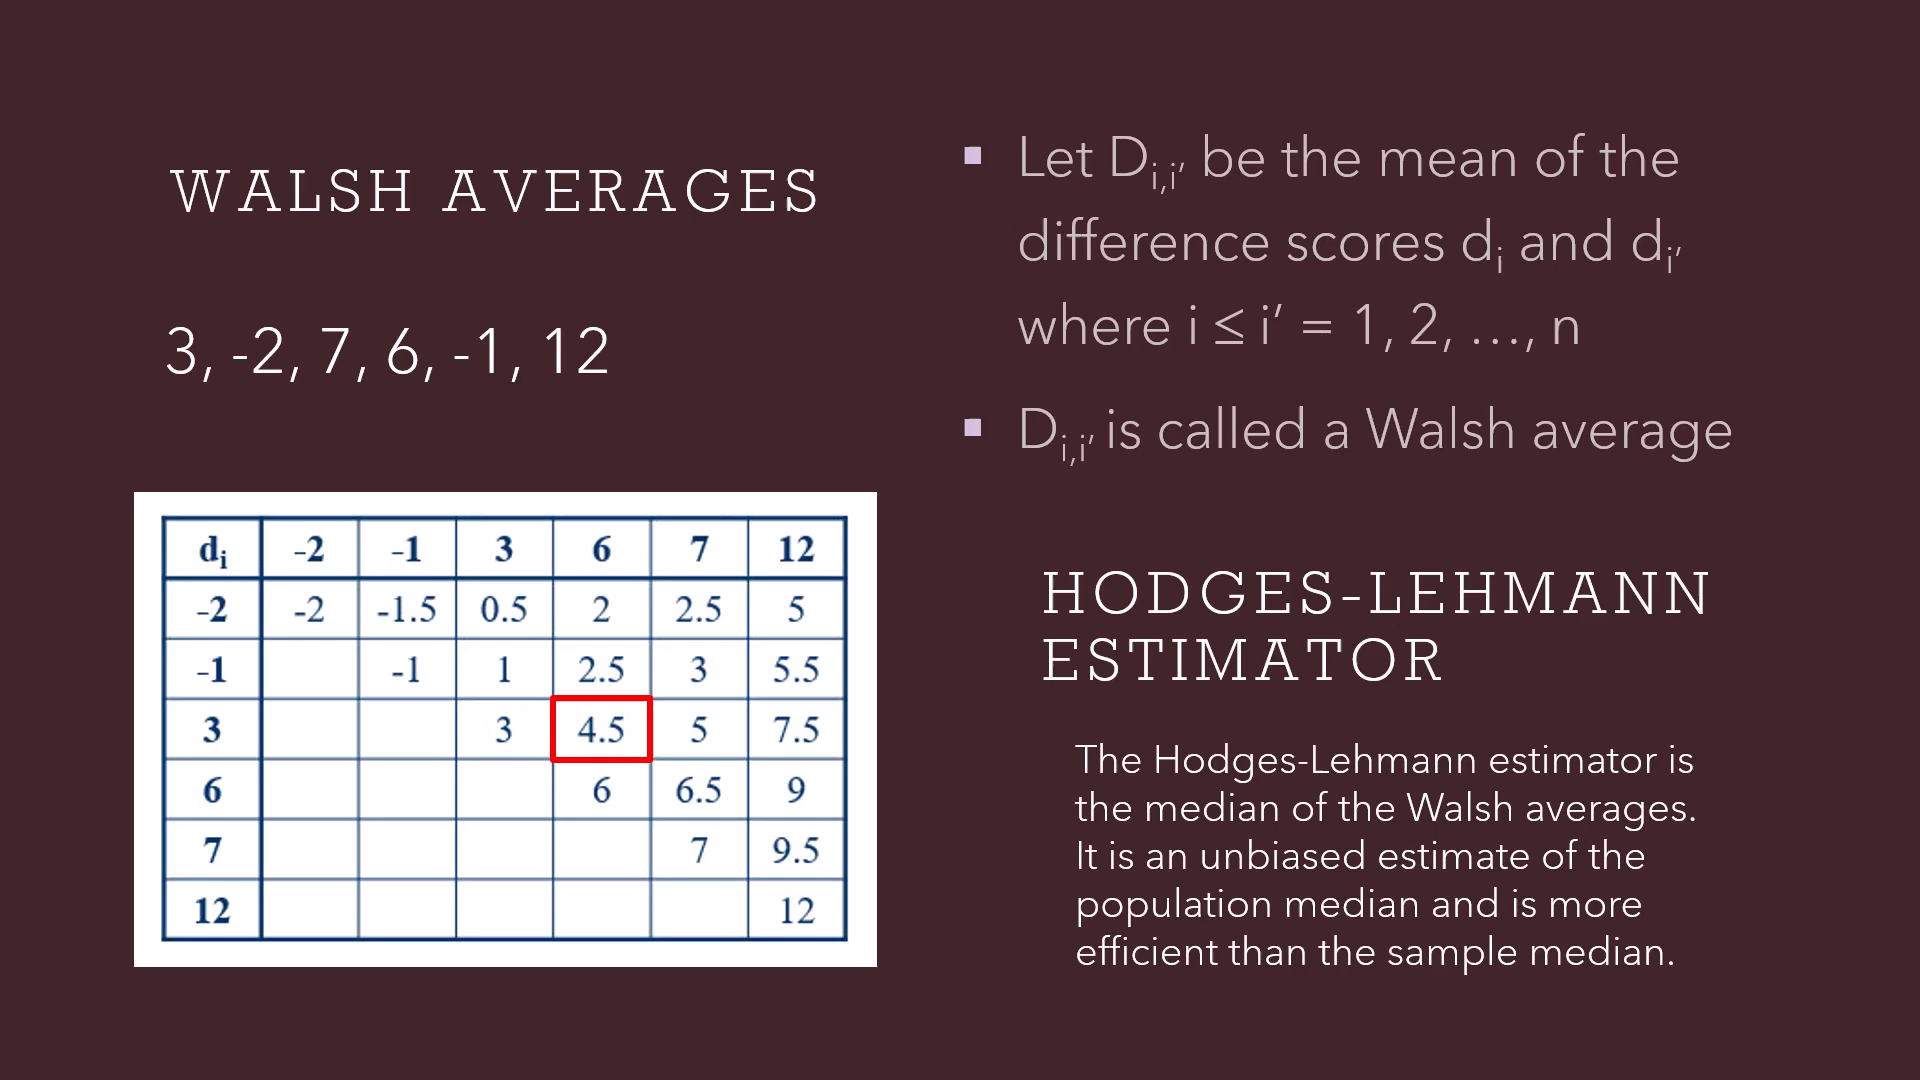 WALSH AVERAGES
3, -2, 7, 6, -1, 12
di -2 -1 3 6 7 12
-2 -2 -1.5 0.5 2 2.5 5
-1 -1 1 2.5 3 5.5
3 3 4.5 5 7.5
6 6 6.5 9
7 7 9.5
12 12
▪ Let Di,i′ be the mean of the
difference scores di and di′
where i ≤ i′ = 1, 2, …, n
▪ Di,i′ is called a Walsh average
HODGES-LEHMANN
ESTIMATOR
The Hodges-Lehmann estimator is
the median of the Walsh averages.
It is an unbiased estimate of the
population median and is more
efficient than the sample median.